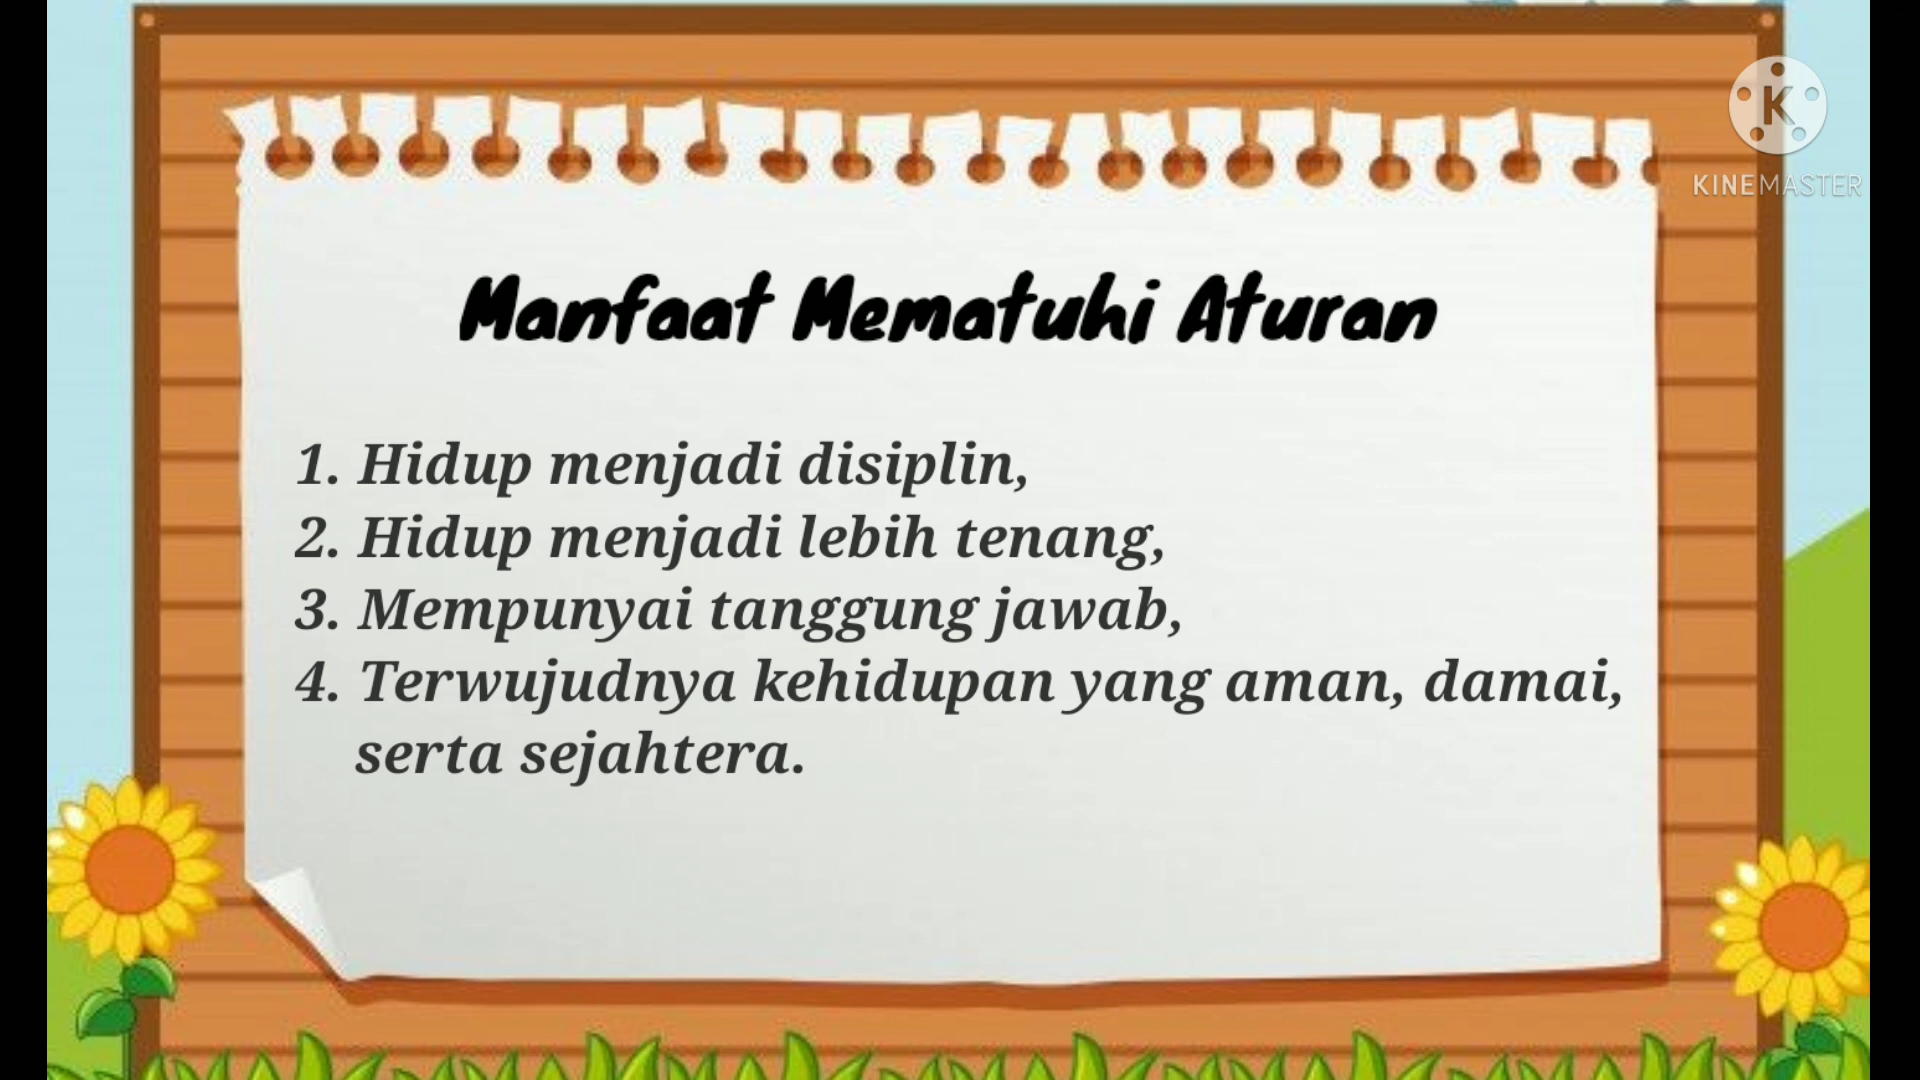 K
KINEMASTER
Manfaat Mematuhi Aturan
1. Hidup menjadi disiplin,
2. Hidup menjadi lebih tenang,
3. Mempunyai tanggung jawab,
4. Terwujudnya kehidupan yang aman, damai,
serta sejahtera.